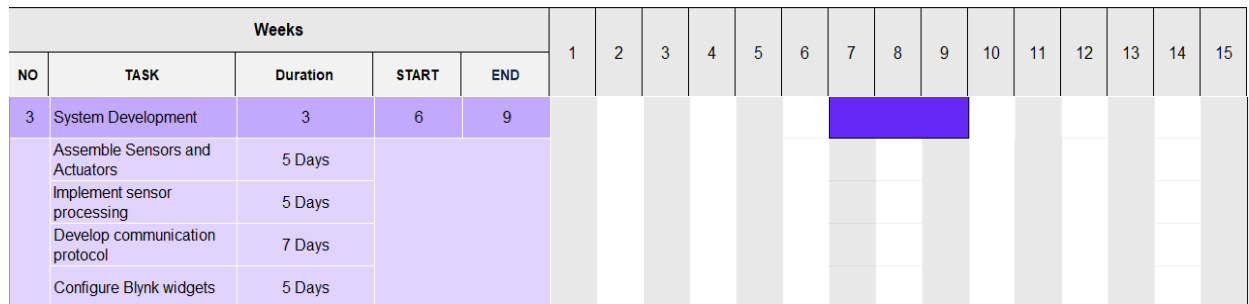 Weeks
1 2 3 4 5 6 7 8 9 10 11 12 13 14 15
NO TASK Duration START END
3 System Development 3 6 9
Assemble Sensors and
Actuators
5 Days
Implement sensor
processing
5 Days
Develop communication
protocol
7 Days
Configure Blynk widgets 5 Days